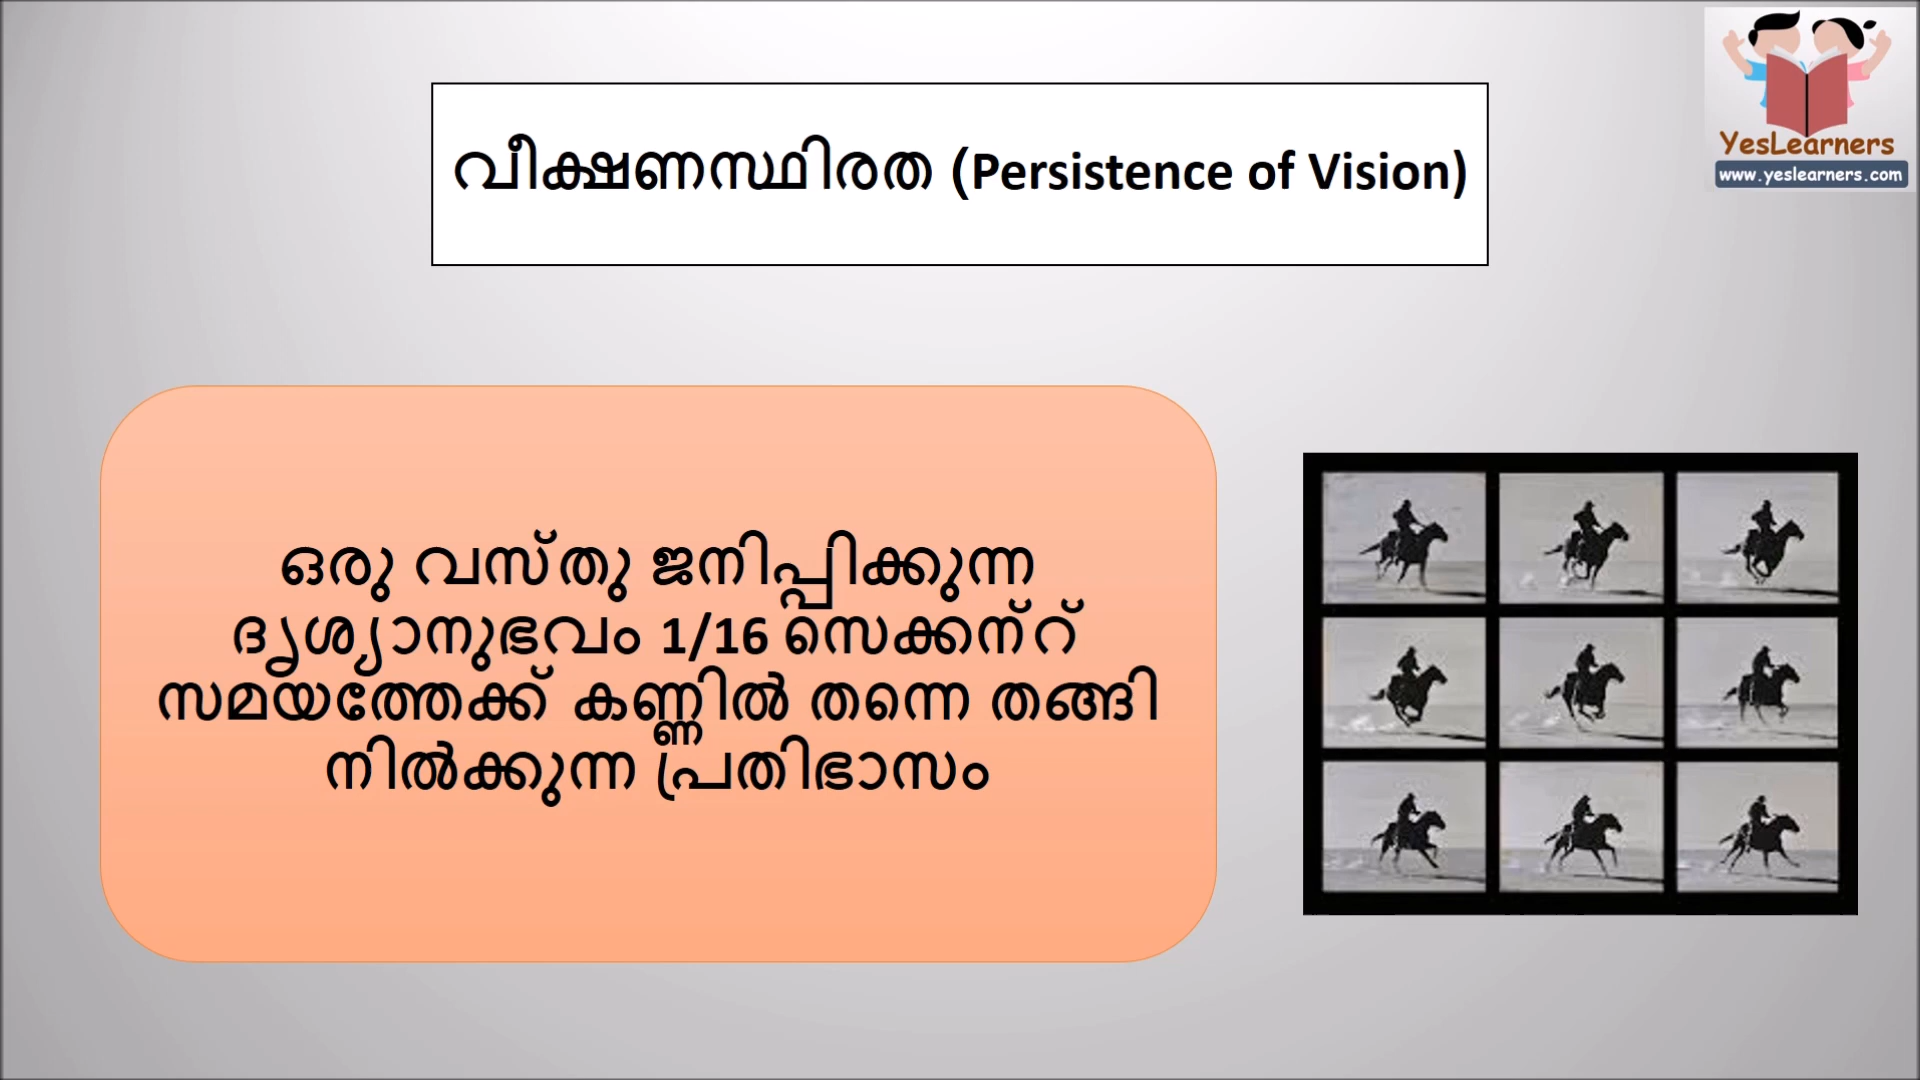 YesLearners
www.yeslearners.com
വീക്ഷണസ്ഥിരത (Persistence of Vision)
ഒരു വസ്തു ജനിപ്പിക്കുന്ന
ദൃശ്യാനുഭവം 1/16 സെക്കന്റ്
സമയത്തേക്ക് കണ്ണിൽ തന്നെ തങ്ങി
നിൽക്കുന്ന പ്രതിഭാസം